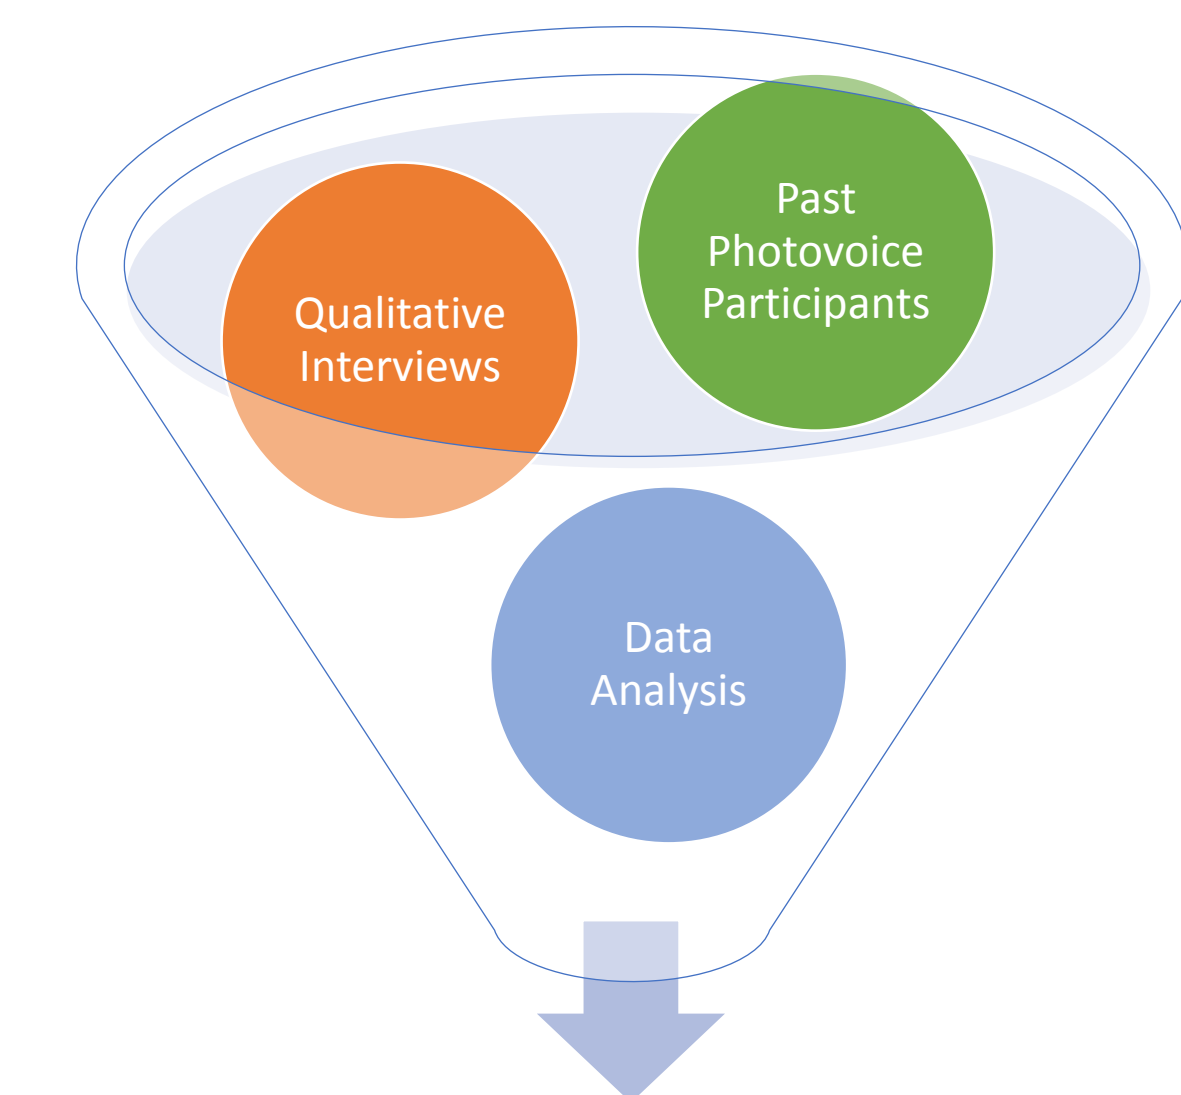 Past
Photovoice
Participants
Qualitative
Interviews
Data
Analysis